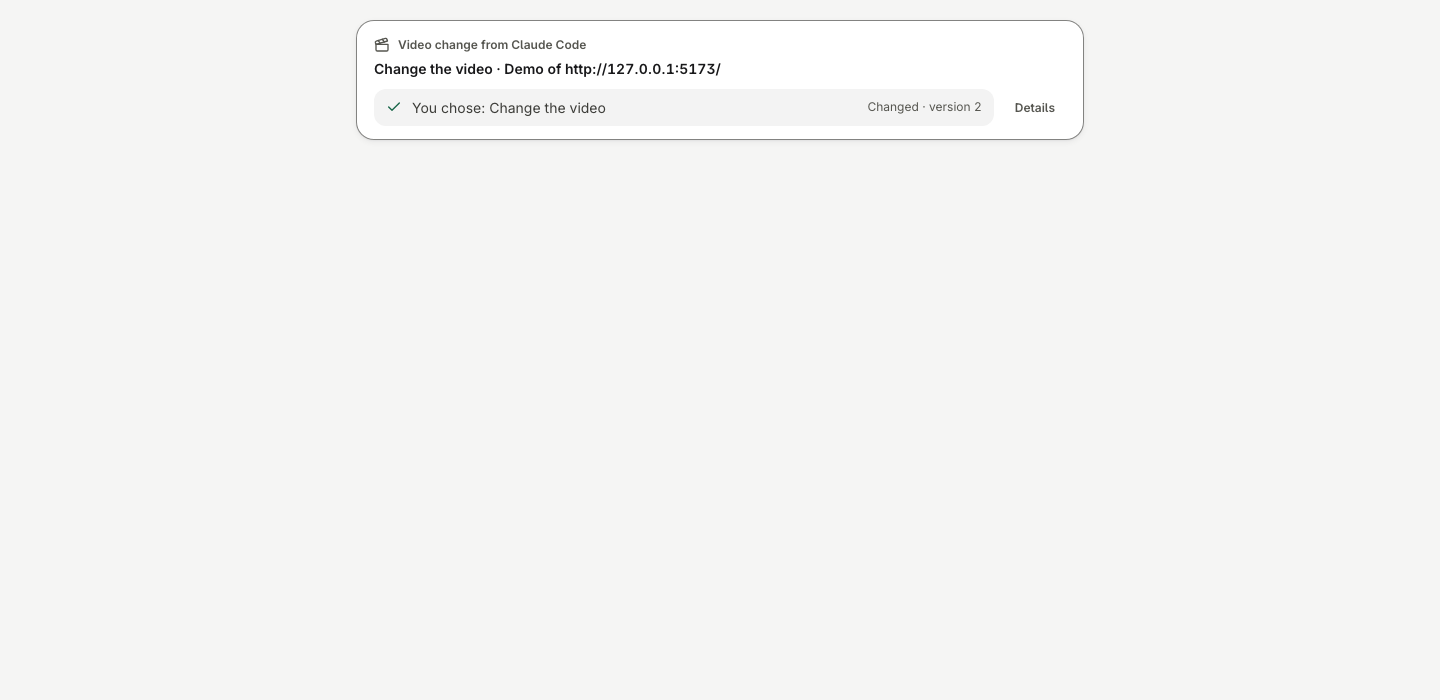 Video change from Claude Code
Change the video · Demo of http://127.0.0.1:5173/
You chose: Change the video
Changed · version 2
Details